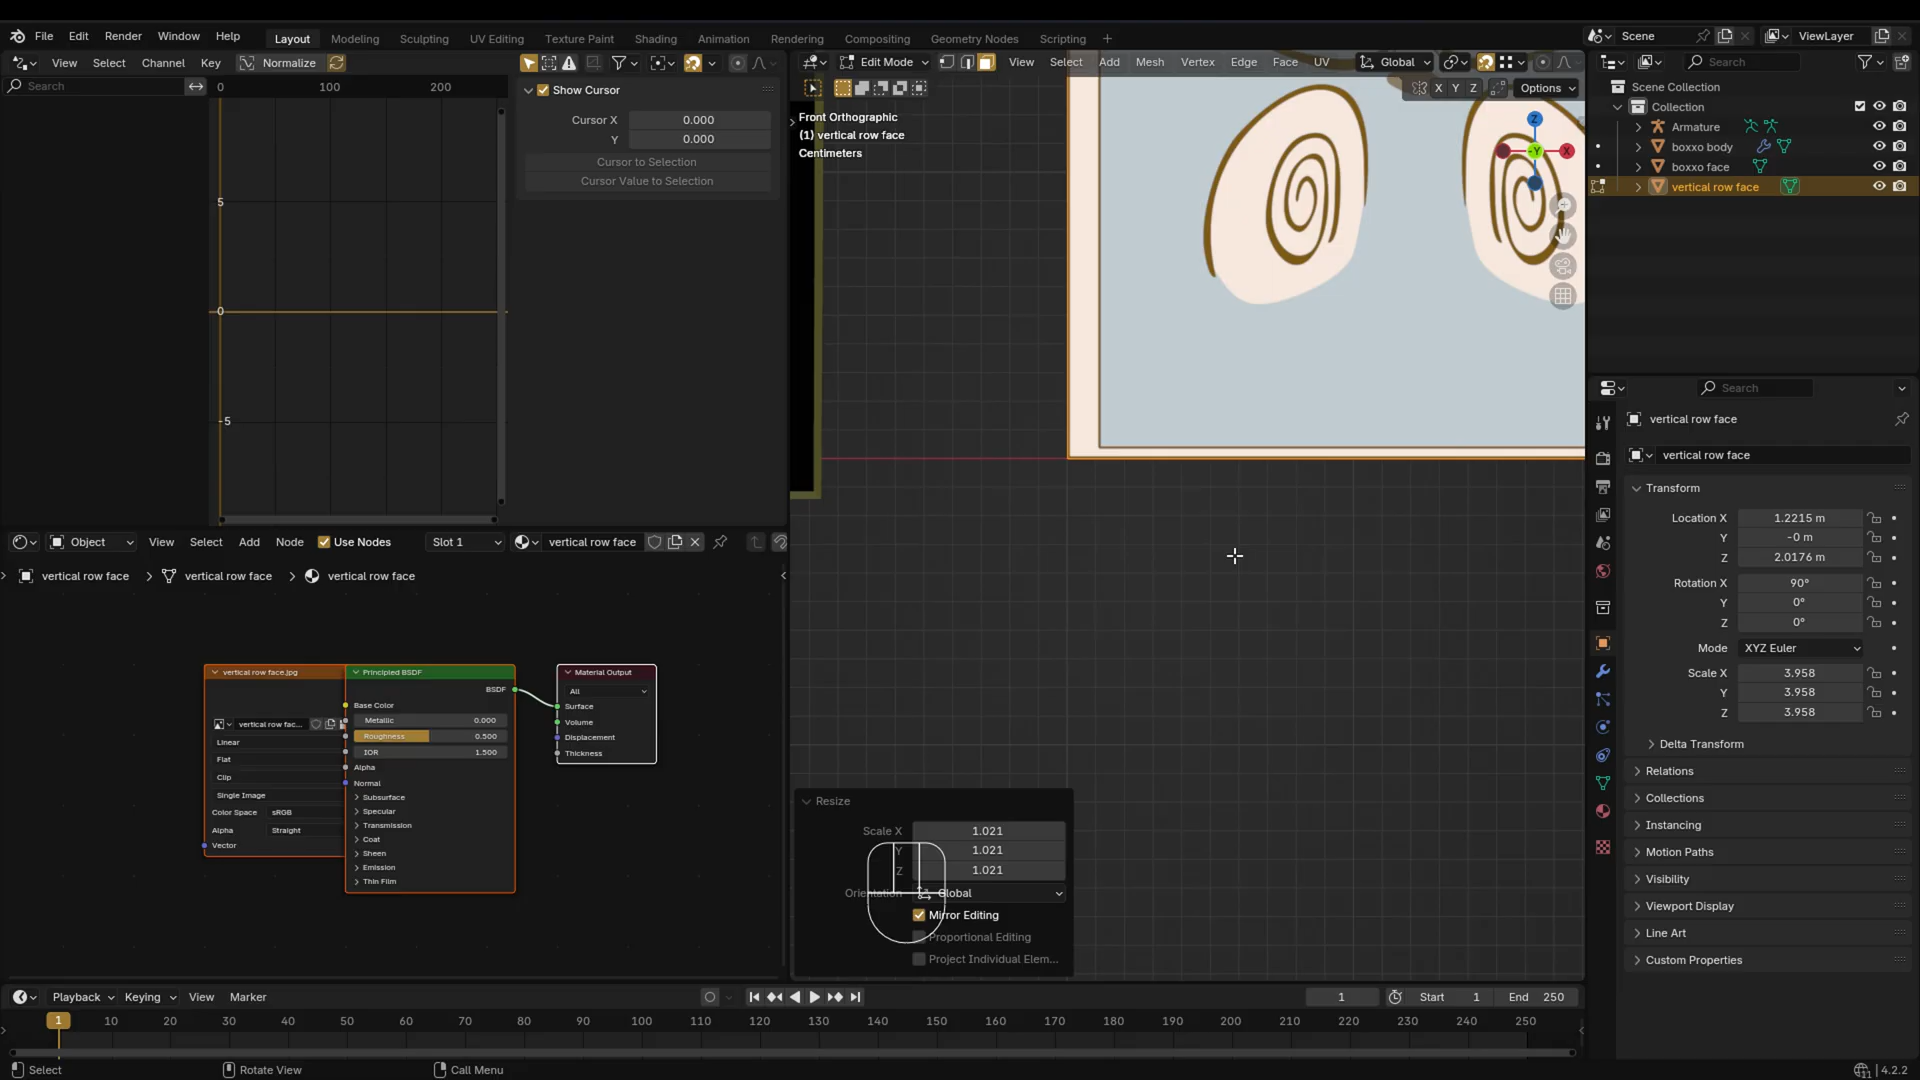 File Edit Render Window Help Layout Modeling Sculpting UV Editing Texture Paint Shading Animation Rendering Compositing Geometry Nodes Scripting + Scene ViewLayer
View Select Channel Key Normalize
Edit Mode View Select Add Mesh Vertex Edge Face UV Global
Search
Search
0 100 200
5
0
-5
Show Cursor
Cursor X 0.000
Y 0.000
Cursor to Selection
Cursor Value to Selection
X Y Z Options
Front Orthographic
(1) vertical row face
Centimeters
Z
-Y
X
Scene Collection
Collection
Armature
boxxo body
boxxo face
vertical row face
Search
vertical row face
vertical row face
Transform
Location X 1.2215 m
Y -0 m
Z 2.0176 m
Rotation X 90°
Y 0°
Z 0°
Mode XYZ Euler
Scale X 3.958
Y 3.958
Z 3.958
Delta Transform
Relations
Collections
Instancing
Motion Paths
Visibility
Viewport Display
Line Art
Custom Properties
Object View Select Add Node Use Nodes Slot 1 vertical row face
vertical row face vertical row face vertical row face
vertical row face.jpg
vertical row fac...
Linear
Flat
Clip
Single Image
Color Space sRGB
Alpha Straight
Vector
Principled BSDF
BSDF
Base Color
Metallic 0.000
Roughness 0.500
IOR 1.500
Alpha
Normal
Subsurface
Specular
Transmission
Coat
Sheen
Emission
Thin Film
Material Output
All
Surface
Volume
Displacement
Thickness
Resize
Scale X 1.021
Y 1.021
Z 1.021
Orientation Global
Mirror Editing
Proportional Editing
Project Individual Elem...
Playback Keying View Marker 1 Start 1 End 250
1 10 20 30 40 50 60 70 80 90 100 110 120 130 140 150 160 170 180 190 200 210 220 230 240 250
Select Rotate View Call Menu 4.2.2